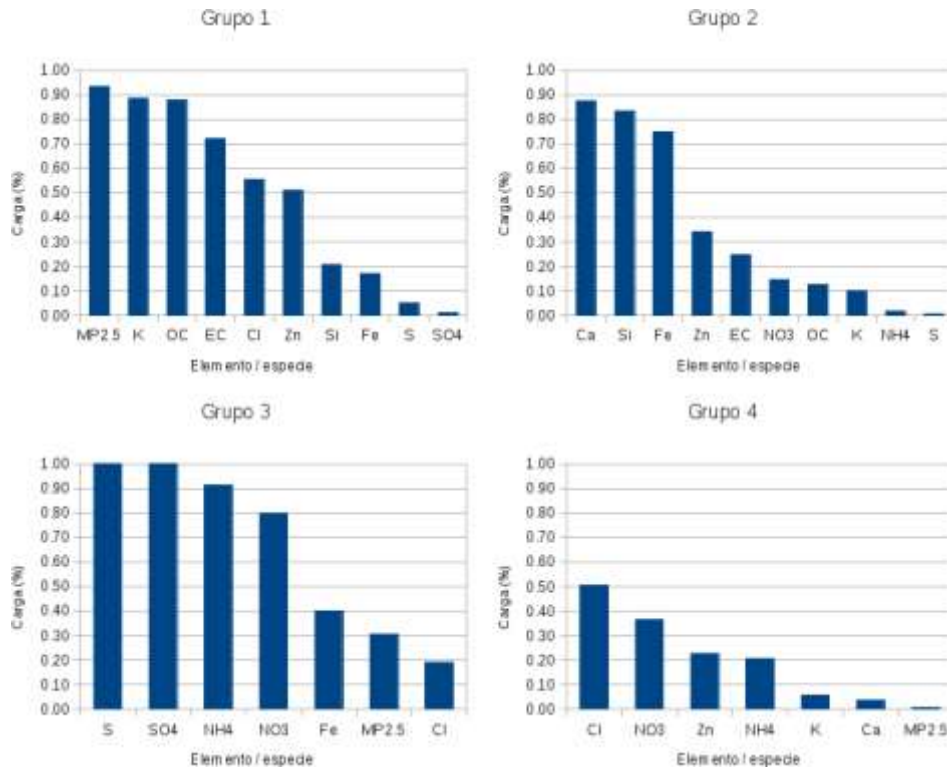 Grupo 1
1.00
0.90
0.80
0.70
0.60
0.50
0.40
0.30
0.20
0.10
0.00
Carga (%)
MP2.5 K OC EC Cl Zn Si Fe S SO4
Elemento / especie
Grupo 2
1.00
0.90
0.80
0.70
0.60
0.50
0.40
0.30
0.20
0.10
0.00
Carga (%)
Ca Si Fe Zn EC NO3 OC K NH4 S
Elemento / especie
Grupo 3
1.00
0.90
0.80
0.70
0.60
0.50
0.40
0.30
0.20
0.10
0.00
Carga (%)
S SO4 NH4 NO3 Fe MP2.5 Cl
Elemento / especie
Grupo 4
1.00
0.90
0.80
0.70
0.60
0.50
0.40
0.30
0.20
0.10
0.00
Carga (%)
Cl NO3 Zn NH4 K Ca MP2.5
Elemento / especie